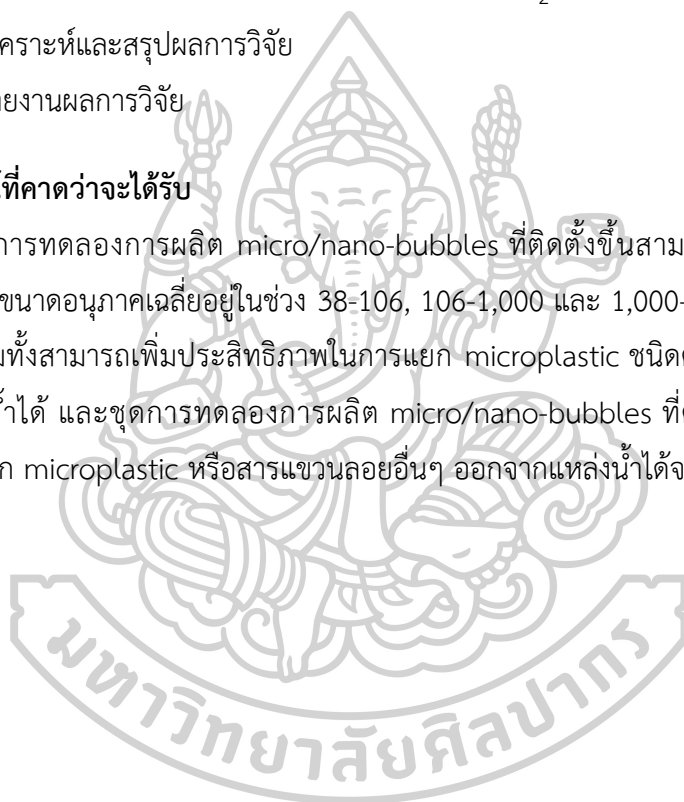 2
คราะห์และสรุปผลการวิจัย
ยงานผลการวิจัย
ที่คาดว่าจะได้รับ
การทดลองการผลิต micro/nano-bubbles ที่ติดตั้งขึ้นสาม
ขนาดอนุภาคเฉลี่ยอยู่ในช่วง 38-106, 106-1,000 และ 1,000-
มทั้งสามารถเพิ่มประสิทธิภาพในการแยก microplastic ชนิด
ำได้ และชุดการทดลองการผลิต micro/nano-bubbles ที่
ก microplastic หรือสารแขวนลอยอื่นๆ ออกจากแหล่งน้ำได้จ
มหาวิทยาลัยศิลปากร